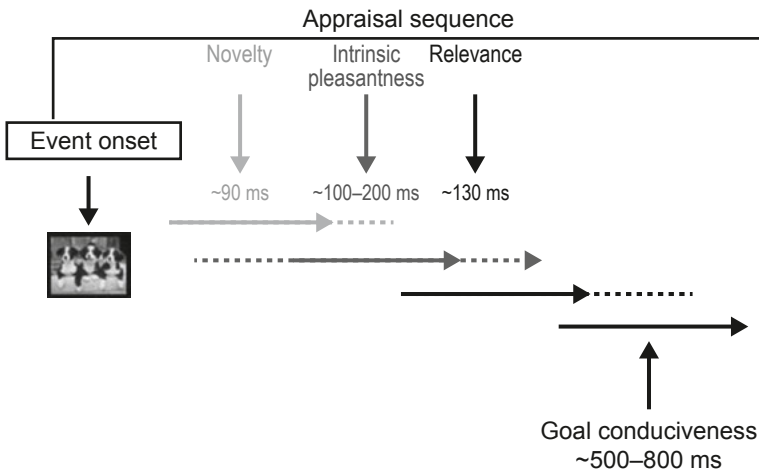 Appraisal sequence
Novelty
Intrinsic
pleasantness
Relevance
Event onset
~90 ms
~100–200 ms
~130 ms
Goal conduciveness
~500–800 ms